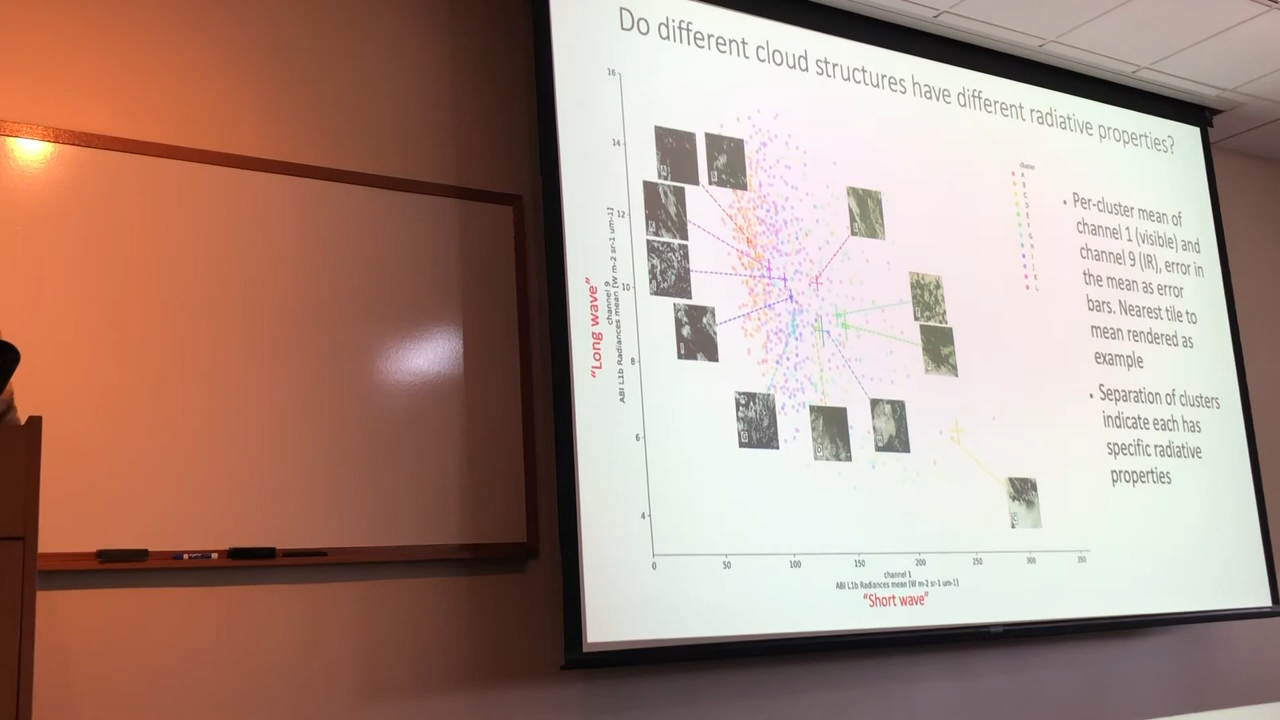 Do different cloud structures have different radiative properties?
16
14
12
10
8
6
4
"Long wave"
channel 9
ABI L1b Radiances mean [W m-2 sr-1 um-1]
0 50 100 150 200 250 300 350
channel 1
ABI L1b Radiances mean [W m-2 sr-1 um-1]
"Short wave"
cluster
• Per-cluster mean of
channel 1 (visible) and
channel 9 (IR), error in
the mean as error
bars. Nearest tile to
mean rendered as
example
• Separation of clusters
indicate each has
specific radiative
properties